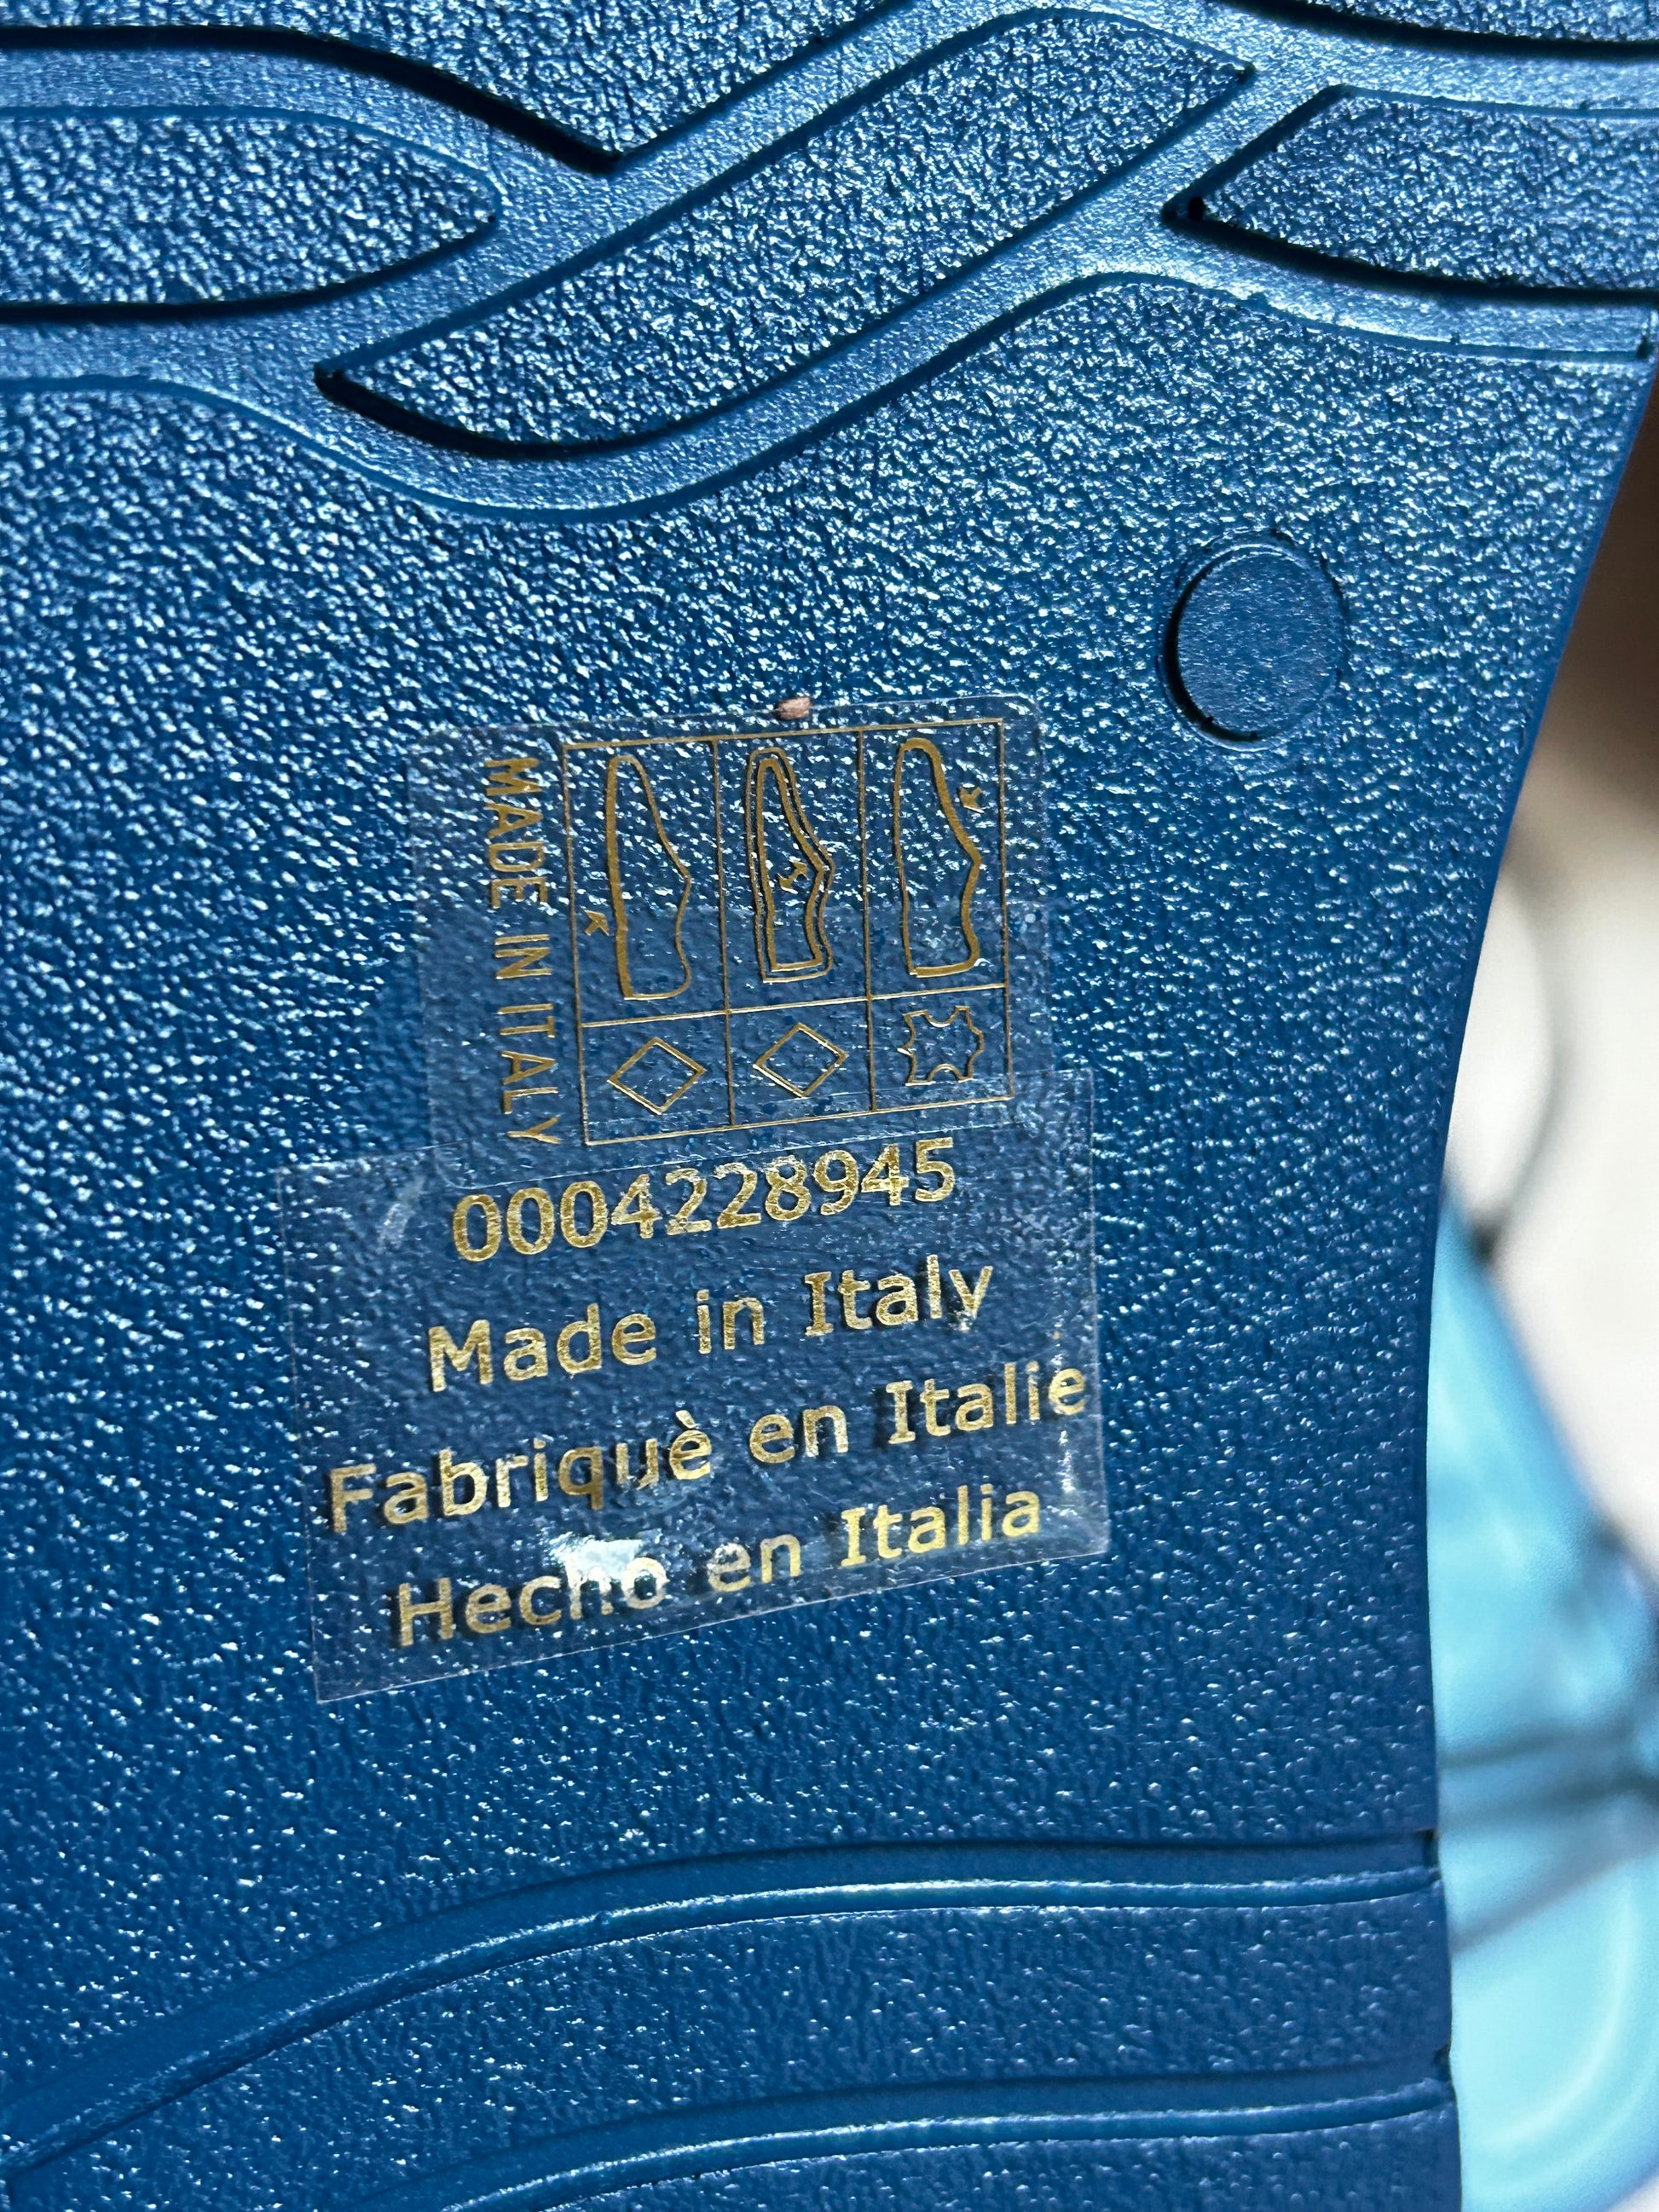 MADE IN ITALY
0004228945
Made in Italy
Fabriquè en Italie
Hecho en Italia